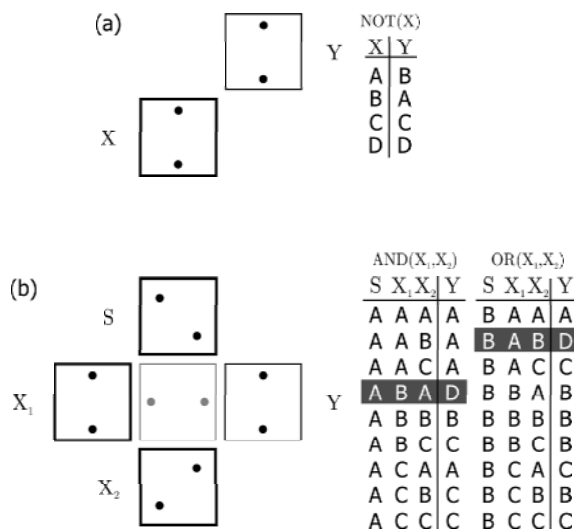 (a)
NOT(X)
X Y
A B
B A
C C
D D
Y
X
(b)
S
X₁
X₂
Y
AND(X₁,X₂)
S X₁ X₂ Y
A A A A
A A B A
A A C A
A B A D
A B B B
A B C C
A C A A
A C B C
A C C C
OR(X₁,X₂)
S X₁ X₂ Y
B A A A
B A B D
B A C C
B B A B
B B B B
B B C B
B C A C
B C B B
B C C C